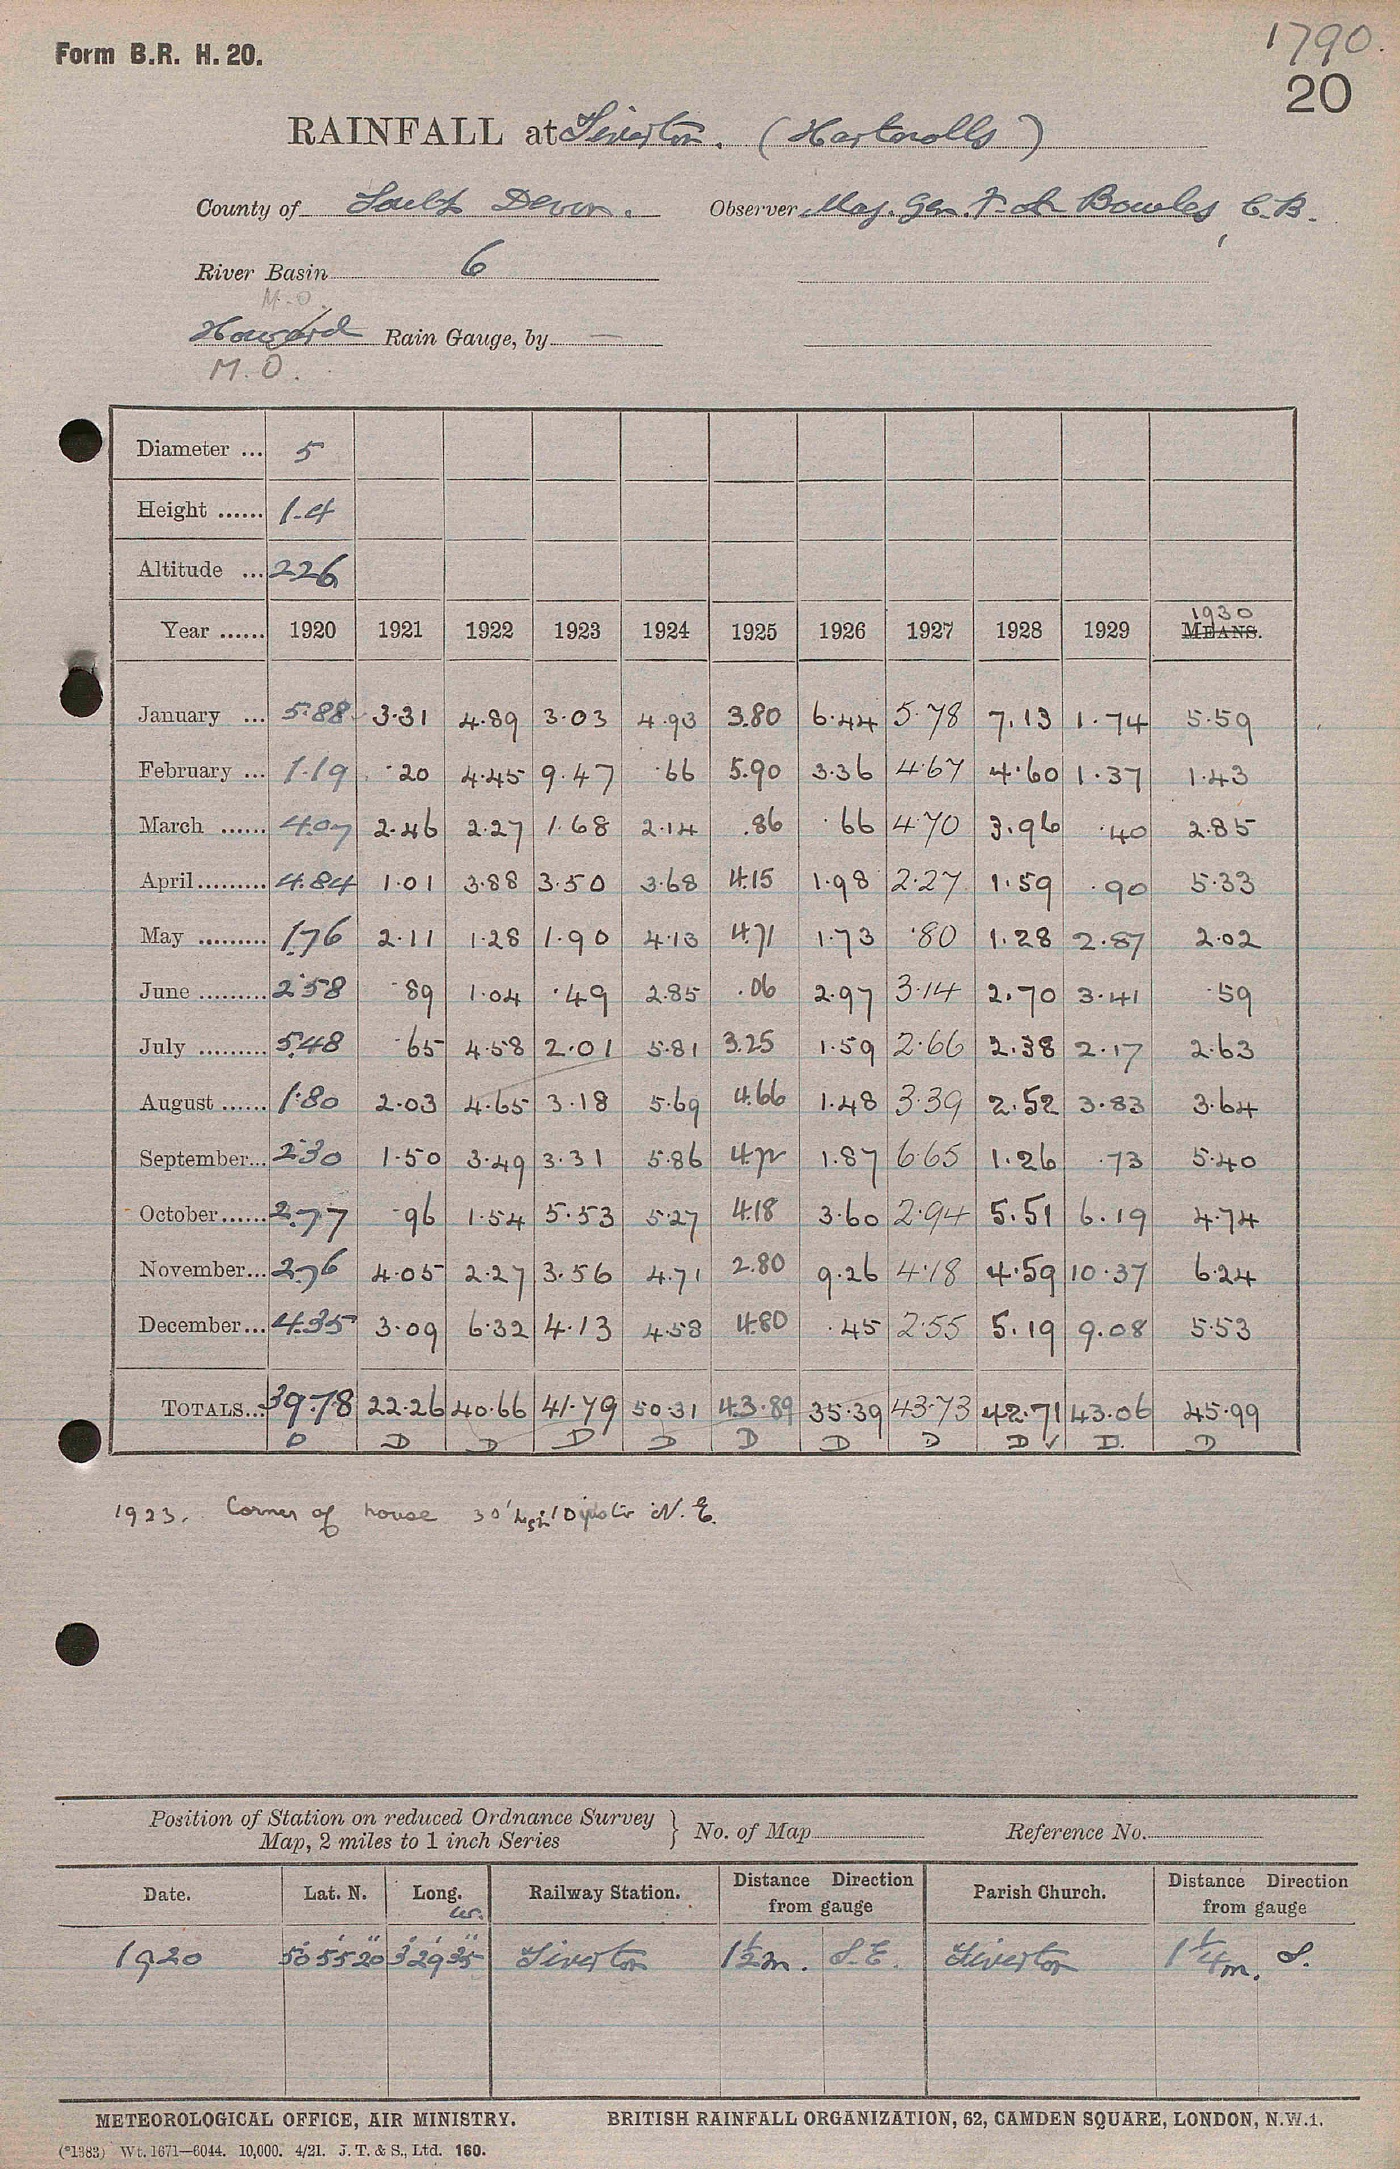 Form B.R. H. 20.
1790.
20
RAINFALL at Tiverton. (Hartnolls)
County of South Devon. Observer Maj. Gen. F. A. Bowles, C.B.
River Basin 6
M.O.
Howard Rain Gauge, by —
M.O.
Diameter ... 5
Height ...... 1.4
Altitude ... 226
Year ...... 1920 1921 1922 1923 1924 1925 1926 1927 1928 1929 MEANS. 1930
January ... 5.88 3.31 4.89 3.03 4.93 3.80 6.44 5.78 7.13 1.74 5.59
February ... 1.19 .20 4.45 9.47 .66 5.90 3.36 4.67 4.60 1.37 1.43
March ...... 4.07 2.46 2.27 1.68 2.14 .86 .66 4.70 3.96 .40 2.85
April......... 4.84 1.01 3.88 3.50 3.68 4.15 1.98 2.27 1.59 .90 5.33
May ......... 1.76 2.11 1.28 1.90 4.13 4.71 1.73 .80 1.28 2.87 2.02
June ......... 2.58 .89 1.04 .49 2.85 .06 2.97 3.14 2.70 3.41 .59
July ......... 5.48 .65 4.58 2.01 5.81 3.25 1.59 2.66 2.38 2.17 2.63
August ...... 1.80 2.03 4.65 3.18 5.69 4.66 1.48 3.39 2.52 3.83 3.64
September... 2.30 1.50 3.49 3.31 5.86 4.72 1.87 6.65 1.26 .73 5.40
October...... 2.77 .96 1.54 5.53 5.27 4.18 3.60 2.94 5.51 6.19 4.74
November... 2.76 4.05 2.27 3.56 4.71 2.80 9.26 4.18 4.59 10.37 6.24
December... 4.35 3.09 6.32 4.13 4.58 4.80 .45 2.55 5.19 9.08 5.53
TOTALS... 39.78 22.26 40.66 41.79 50.31 43.89 35.39 43.73 42.71 43.06 45.99
D D D D D D D D D ✓ D. D
1923. Corner of house 30' high 10 yds to N.E.
Position of Station on reduced Ordnance Survey
Map, 2 miles to 1 inch Series } No. of Map Reference No.
Date. Lat. N. Long. W. Railway Station. Distance Direction from gauge Parish Church. Distance Direction from gauge
1920 50° 55' 20" 3° 29' 35" Tiverton 1½ m. S.E. Tiverton 1¼ m. S.
METEOROLOGICAL OFFICE, AIR MINISTRY. BRITISH RAINFALL ORGANIZATION, 62, CAMDEN SQUARE, LONDON, N.W.1.
(*1383) Wt. 1671—6044. 10,000. 4/21. J. T. & S., Ltd. 160.